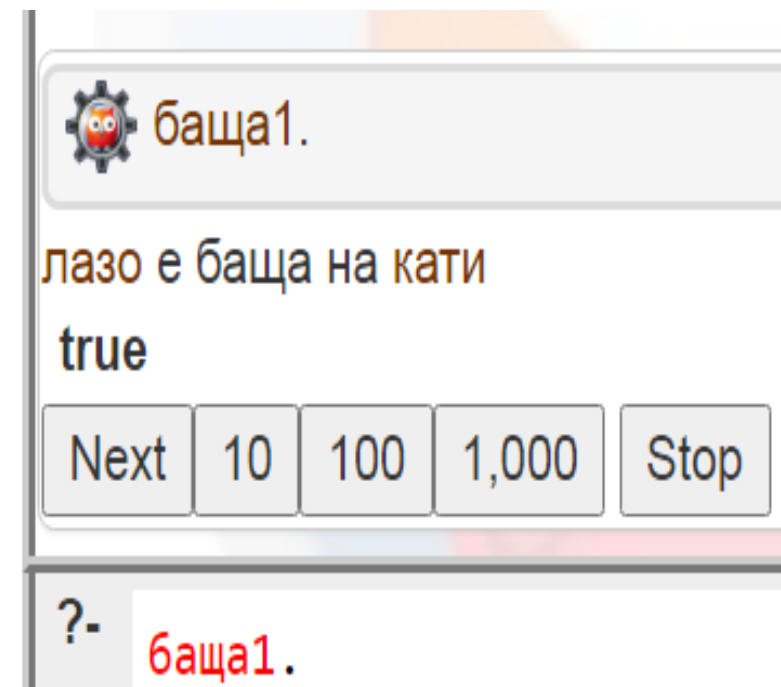 баща1.
лазо е баща на кати
true
Next 10 100 1,000 Stop
?- баща1.